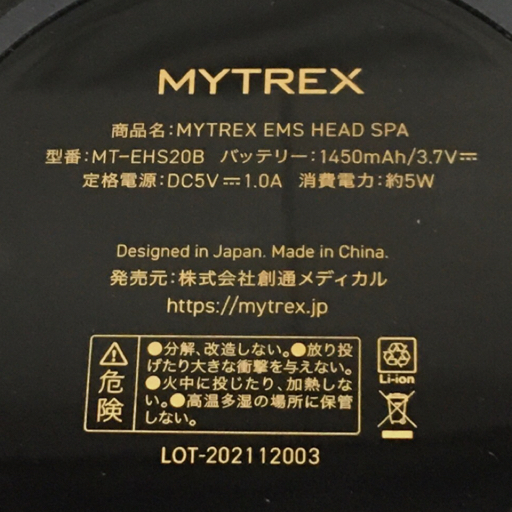 MYTREX
商品名:MYTREX EMS HEAD SPA
型番:MT-EHS20B バッテリー:1450mAh/3.7V⎓
定格電源:DC5V⎓1.0A 消費電力:約5W
Designed in Japan. Made in China.
発売元:株式会社創通メディカル
https://mytrex.jp
危険
●分解、改造しない。●放り投
げたり大きな衝撃を与えない。
●火中に投じたり、加熱しな
い。●高温多湿の場所に保管
しない。
Li-ion
LOT-202112003